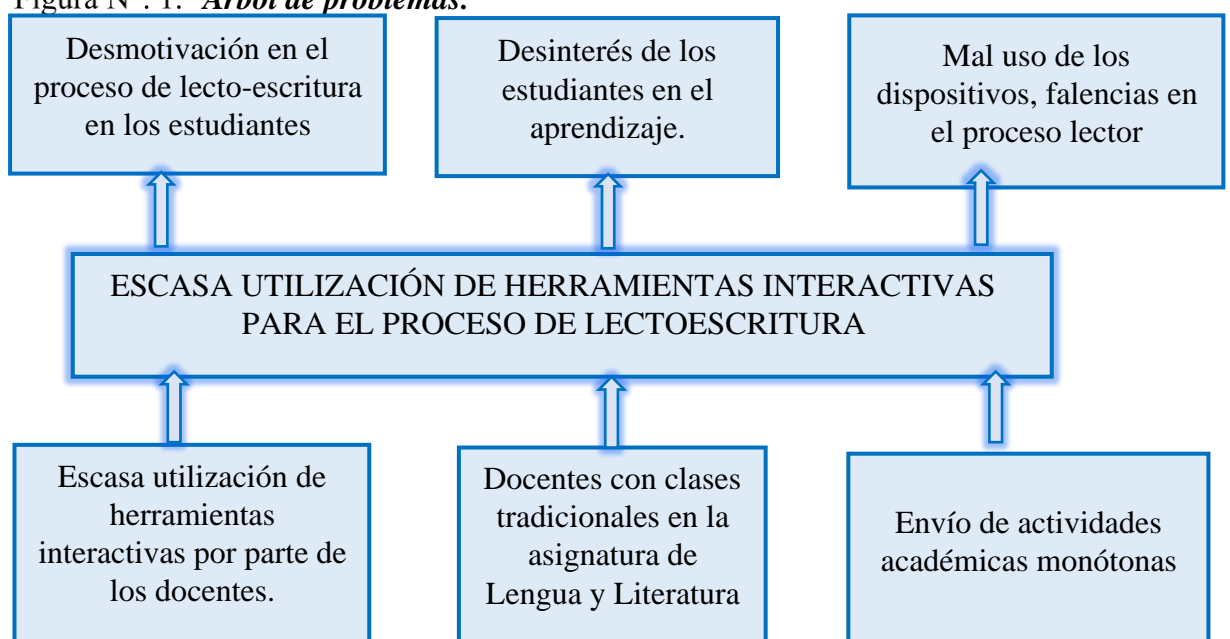 Figura N°. 1. Árbol de problemas.
Desmotivación en el
proceso de lecto-escritura
en los estudiantes
Desinterés de los
estudiantes en el
aprendizaje.
Mal uso de los
dispositivos, falencias en
el proceso lector
ESCASA UTILIZACIÓN DE HERRAMIENTAS INTERACTIVAS
PARA EL PROCESO DE LECTOESCRITURA
Escasa utilización de
herramientas
interactivas por parte de
los docentes.
Docentes con clases
tradicionales en la
asignatura de
Lengua y Literatura
Envío de actividades
académicas monótonas